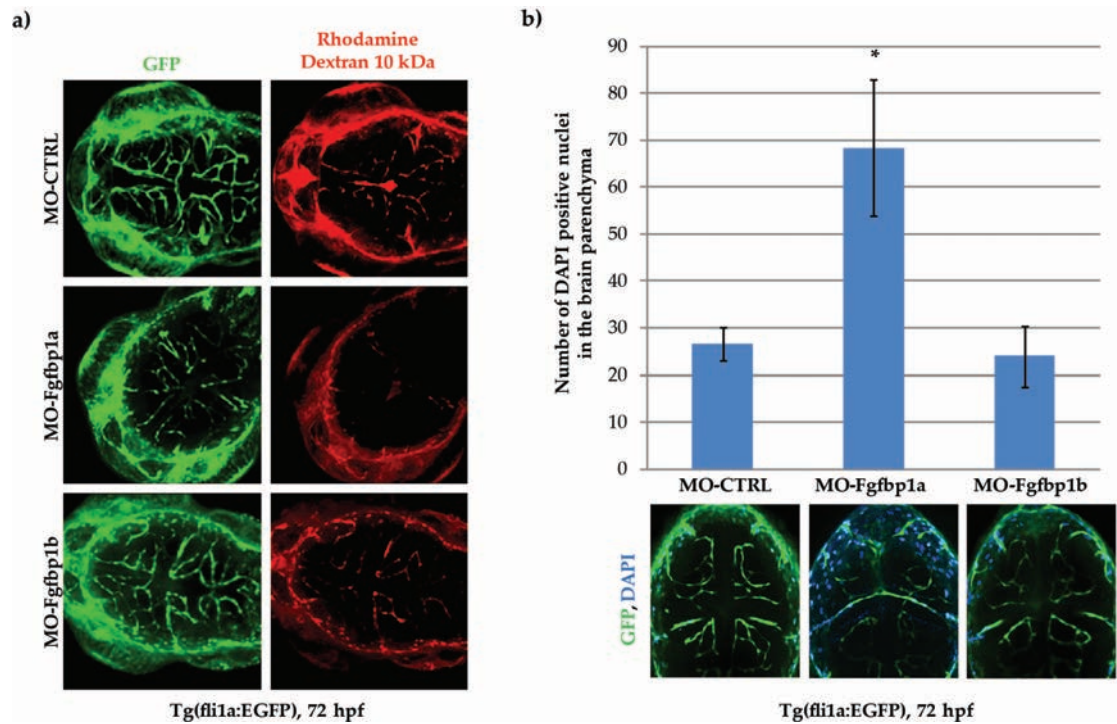 a)
GFP
Rhodamine
Dextran 10 kDa
MO-CTRL
MO-Fgfbp1a
MO-Fgfbp1b
Tg(fli1a:EGFP), 72 hpf
b)
Number of DAPI positive nuclei
in the brain parenchyma
90
80
70
60
50
40
30
20
10
0
*
MO-CTRL
MO-Fgfbp1a
MO-Fgfbp1b
GFP, DAPI
Tg(fli1a:EGFP), 72 hpf